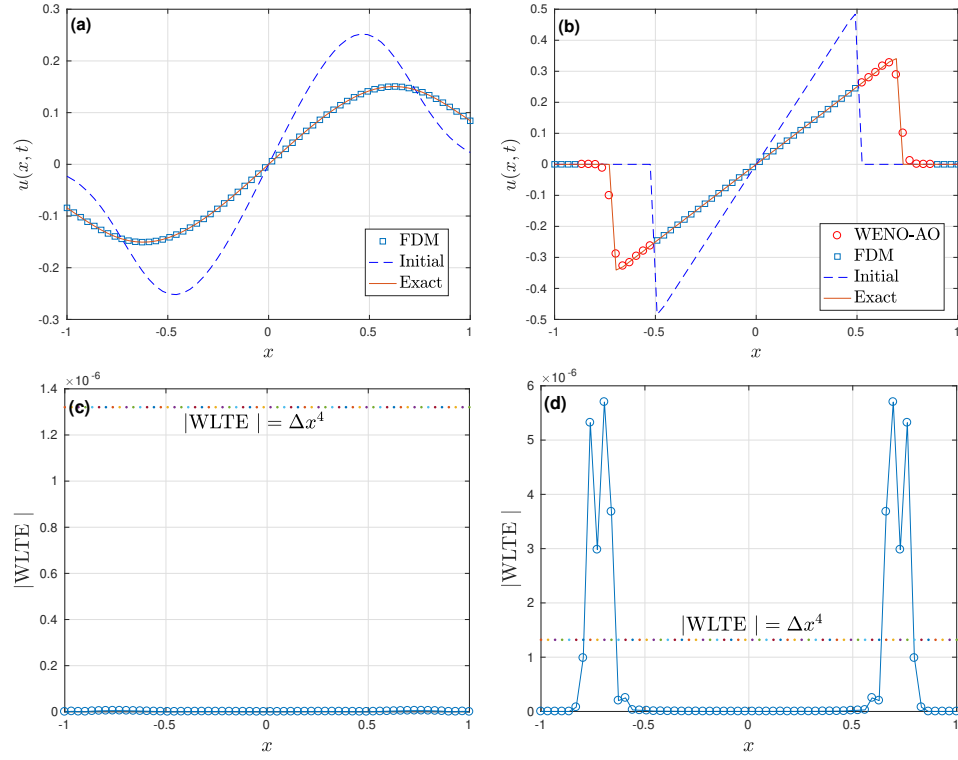 (a)
0.3
0.2
0.1
0
-0.1
-0.2
-0.3
u(x, t)
FDM
Initial
Exact
-1 -0.5 0 0.5 1
x
(b)
0.5
0.4
0.3
0.2
0.1
0
-0.1
-0.2
-0.3
-0.4
-0.5
u(x, t)
WENO-AO
FDM
Initial
Exact
-1 -0.5 0 0.5 1
x
×10⁻⁶
(c)
1.4
1.2
1
0.8
0.6
0.4
0.2
0
|WLTE |
|WLTE | = Δx⁴
-1 -0.5 0 0.5 1
x
×10⁻⁶
(d)
6
5
4
3
2
1
0
|WLTE |
|WLTE | = Δx⁴
-1 -0.5 0 0.5 1
x